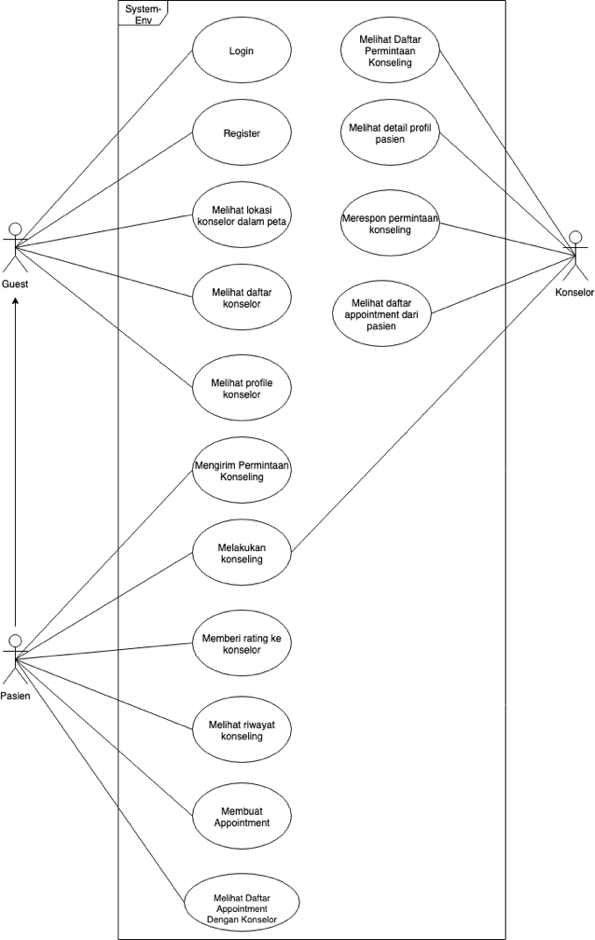 System-
Env
Login
Register
Melihat lokasi
konselor dalam peta
Melihat daftar
konselor
Melihat profile
konselor
Mengirim Permintaan
Konseling
Melakukan
konseling
Memberi rating ke
konselor
Melihat riwayat
konseling
Membuat
Appointment
Melihat Daftar
Appointment
Dengan Konselor
Melihat Daftar
Permintaan
Konseling
Melihat detail profil
pasien
Merespon permintaan
konseling
Melihat daftar
appointment dari
pasien
Guest
Pasien
Konselor